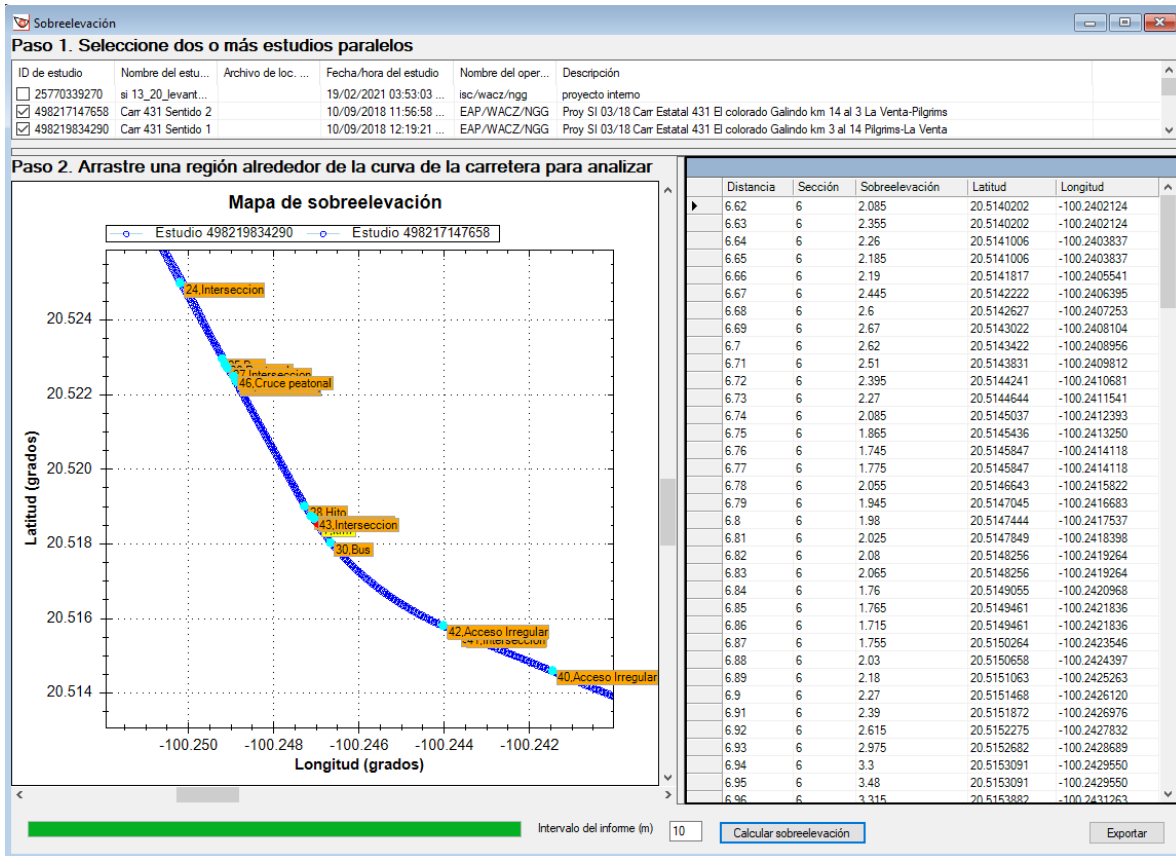 Sobreelevación
Paso 1. Seleccione dos o más estudios paralelos
ID de estudio Nombre del estu... Archivo de loc. ... Fecha/hora del estudio Nombre del oper... Descripción
25770339270 si 13_20_levant... 19/02/2021 03:53:03 ... isc/wacz/ngg proyecto interno
498217147658 Carr 431 Sentido 2 10/09/2018 11:56:58 ... EAP/WACZ/NGG Proy SI 03/18 Carr Estatal 431 El colorado Galindo km 14 al 3 La Venta-Pilgrims
498219834290 Carr 431 Sentido 1 10/09/2018 12:19:21 ... EAP/WACZ/NGG Proy SI 03/18 Carr Estatal 431 El colorado Galindo km 3 al 14 Pilgrims-La Venta
Paso 2. Arrastre una región alrededor de la curva de la carretera para analizar
Mapa de sobreelevación
Estudio 498219834290 Estudio 498217147658
24,Interseccion
27,Interseccion
46,Cruce peatonal
28,Hito
43,Interseccion
30,Bus
42,Acceso Irregular
41,Interseccion
40,Acceso Irregular
20.524
20.522
20.520
20.518
20.516
20.514
Latitud (grados)
-100.250 -100.248 -100.246 -100.244 -100.242
Longitud (grados)
Distancia Sección Sobreelevación Latitud Longitud
6.62 6 2.085 20.5140202 -100.2402124
6.63 6 2.355 20.5140202 -100.2402124
6.64 6 2.26 20.5141006 -100.2403837
6.65 6 2.185 20.5141006 -100.2403837
6.66 6 2.19 20.5141817 -100.2405541
6.67 6 2.445 20.5142222 -100.2406395
6.68 6 2.6 20.5142627 -100.2407253
6.69 6 2.67 20.5143022 -100.2408104
6.7 6 2.62 20.5143422 -100.2408956
6.71 6 2.51 20.5143831 -100.2409812
6.72 6 2.395 20.5144241 -100.2410681
6.73 6 2.27 20.5144644 -100.2411541
6.74 6 2.085 20.5145037 -100.2412393
6.75 6 1.865 20.5145436 -100.2413250
6.76 6 1.745 20.5145847 -100.2414118
6.77 6 1.775 20.5145847 -100.2414118
6.78 6 2.055 20.5146643 -100.2415822
6.79 6 1.945 20.5147045 -100.2416683
6.8 6 1.98 20.5147444 -100.2417537
6.81 6 2.025 20.5147849 -100.2418398
6.82 6 2.08 20.5148256 -100.2419264
6.83 6 2.065 20.5148256 -100.2419264
6.84 6 1.76 20.5149055 -100.2420968
6.85 6 1.765 20.5149461 -100.2421836
6.86 6 1.715 20.5149461 -100.2421836
6.87 6 1.755 20.5150264 -100.2423546
6.88 6 2.03 20.5150658 -100.2424397
6.89 6 2.18 20.5151063 -100.2425263
6.9 6 2.27 20.5151468 -100.2426120
6.91 6 2.39 20.5151872 -100.2426976
6.92 6 2.615 20.5152275 -100.2427832
6.93 6 2.975 20.5152682 -100.2428689
6.94 6 3.3 20.5153091 -100.2429550
6.95 6 3.48 20.5153091 -100.2429550
6.96 6 3.315 20.5153882 -100.2431263
Intervalo del informe (m) 10 Calcular sobreelevación Exportar